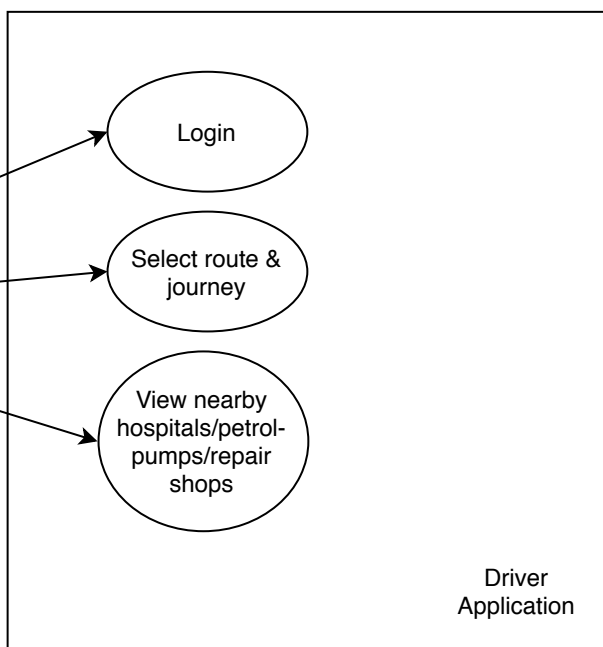 Login
Select route &
journey
View nearby
hospitals/petrol-
pumps/repair
shops
Driver
Application